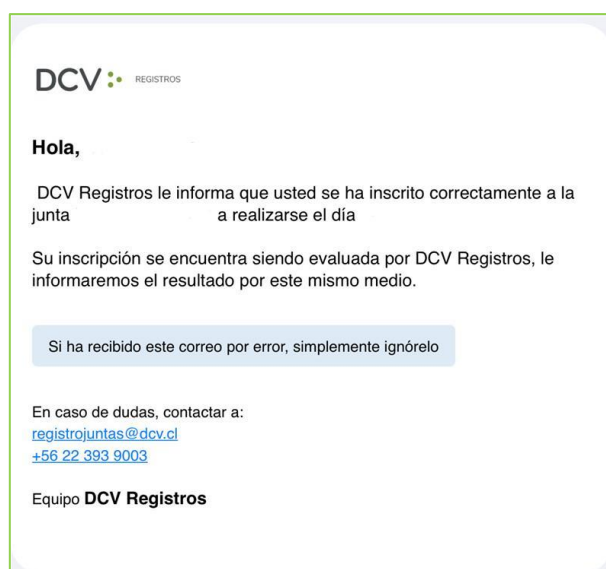 DCV REGISTROS
Hola,
DCV Registros le informa que usted se ha inscrito correctamente a la
junta a realizarse el día
Su inscripción se encuentra siendo evaluada por DCV Registros, le
informaremos el resultado por este mismo medio.
Si ha recibido este correo por error, simplemente ignórelo
En caso de dudas, contactar a:
registrojuntas@dcv.cl
+56 22 393 9003
Equipo DCV Registros